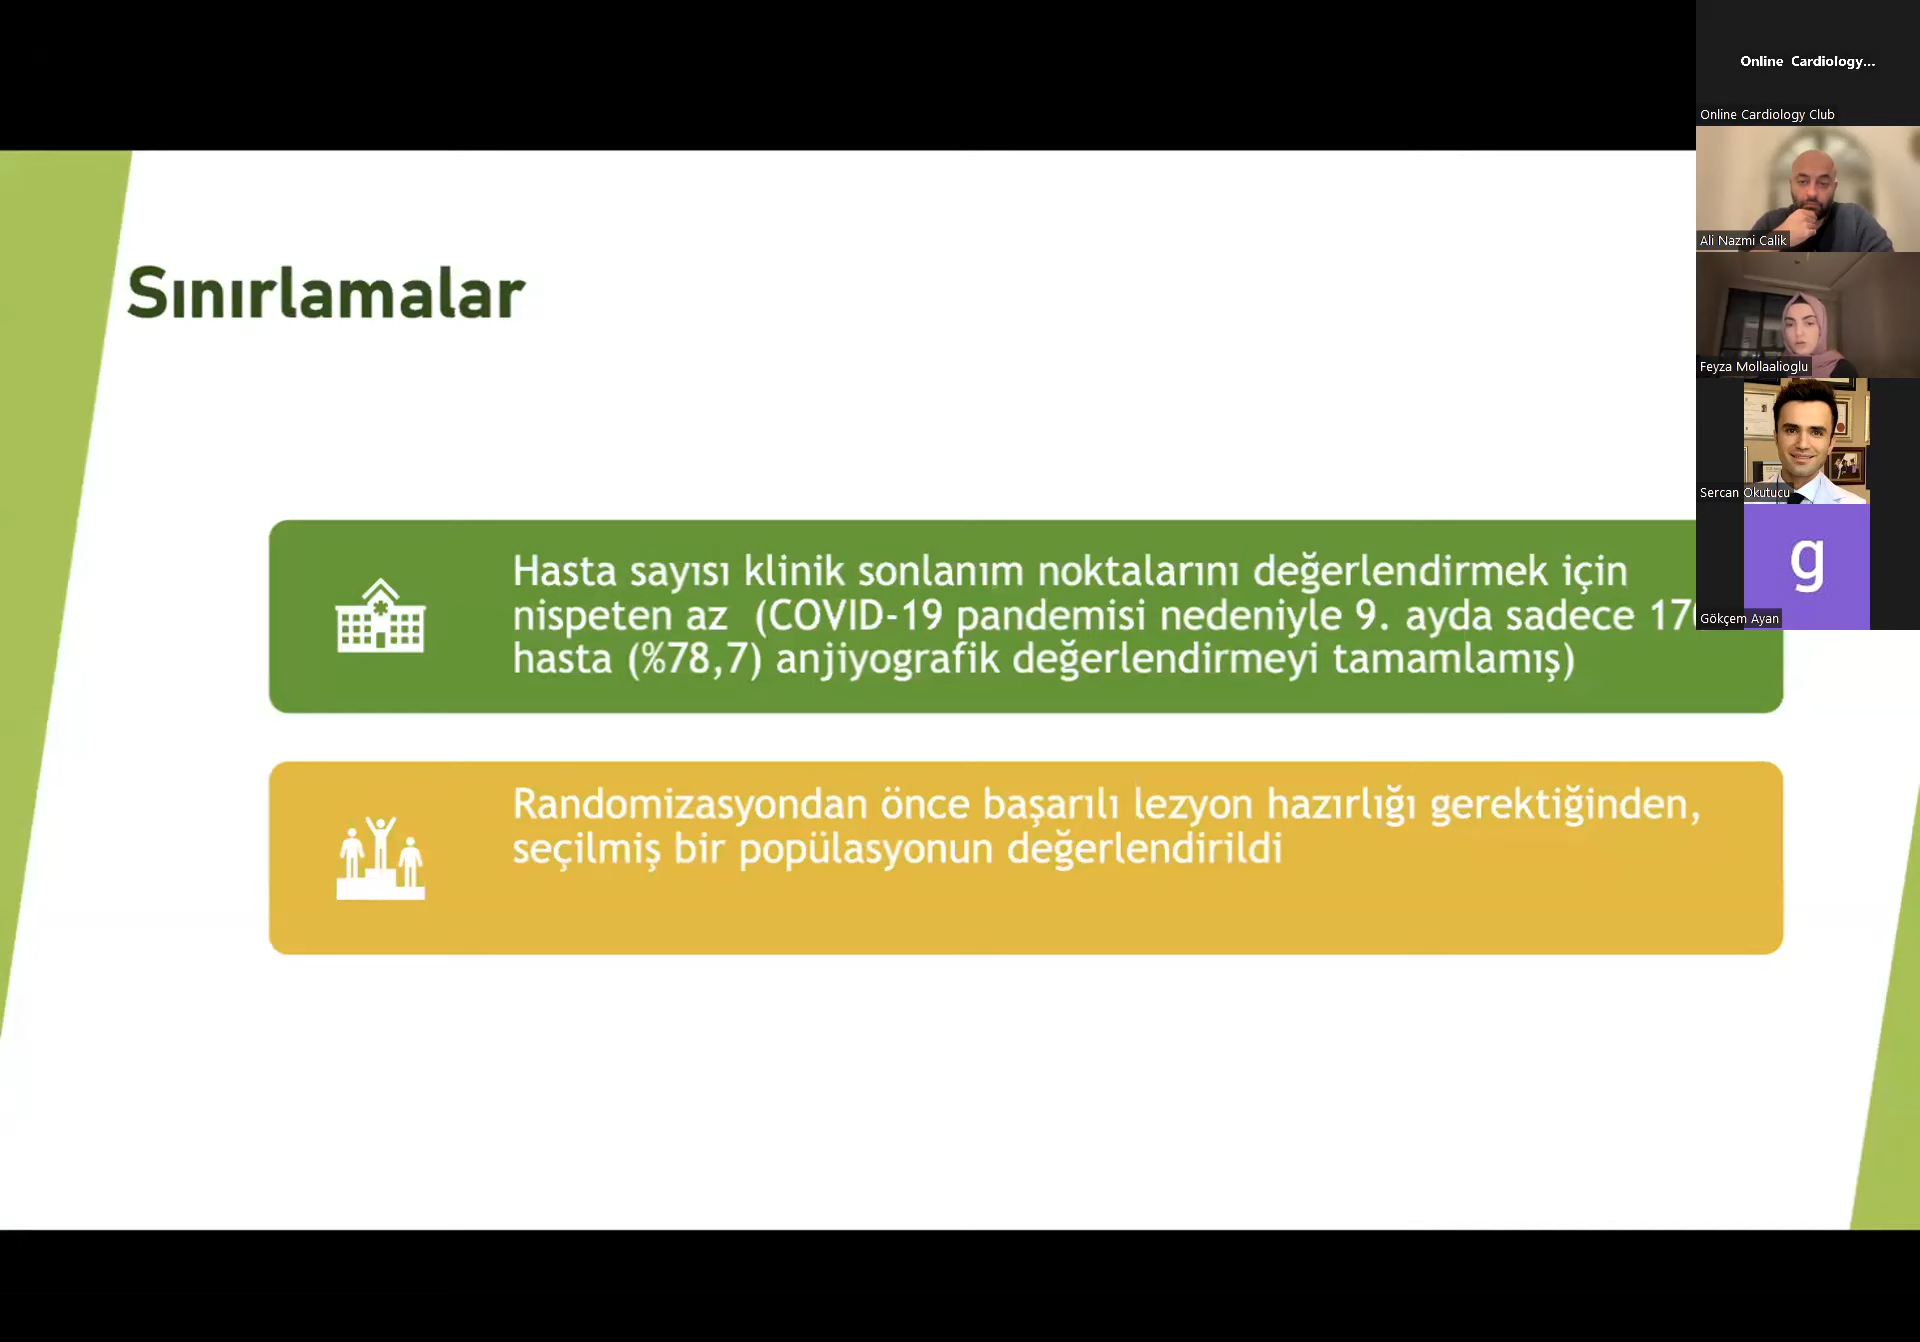 Online Cardiology...
Online Cardiology Club
Ali Nazmi Calik
Feyza Mollaalioglu
Sercan Okutucu
g
Gökçem Ayan
Sınırlamalar
Hasta sayısı klinik sonlanım noktalarını değerlendirmek için
nispeten az (COVID-19 pandemisi nedeniyle 9. ayda sadece
hasta (%78,7) anjiyografik değerlendirmeyi tamamlamış)
Randomizasyondan önce başarılı lezyon hazırlığı gerektiğinden,
seçilmiş bir popülasyonun değerlendirildi